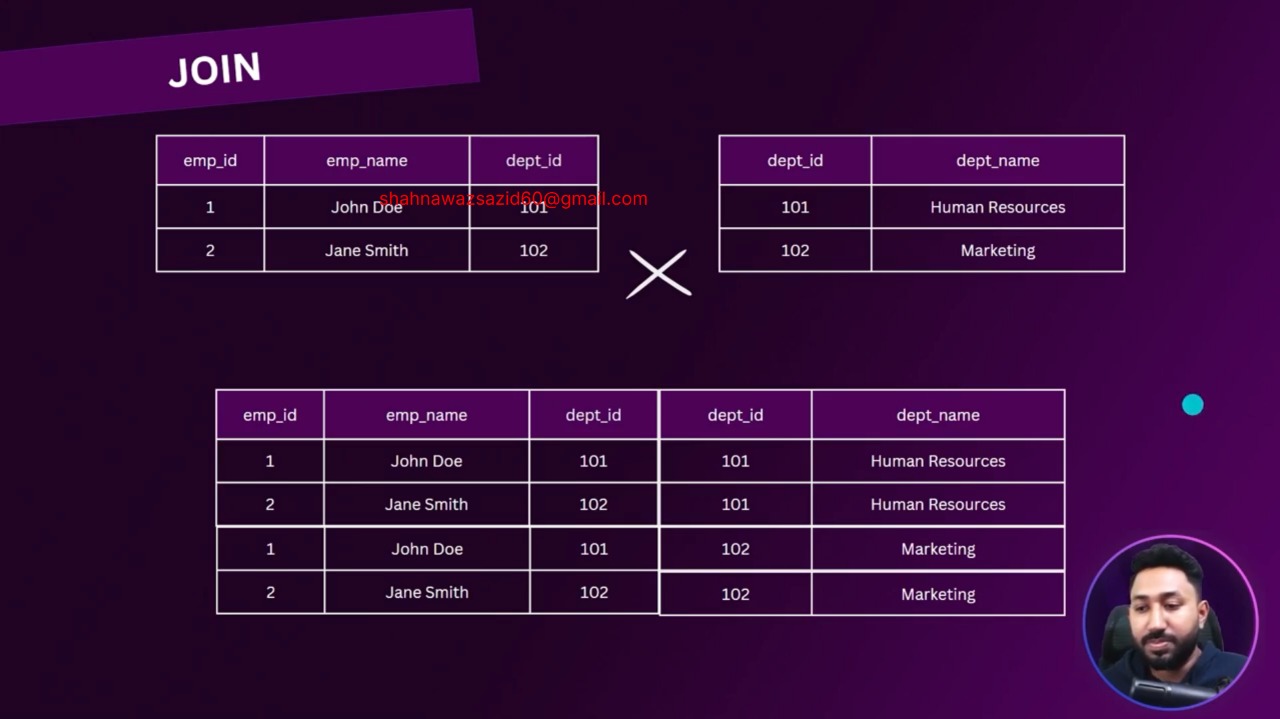 JOIN
emp_id emp_name dept_id
1 John Doe 101
2 Jane Smith 102
shahnawazsazid60@gmail.com
dept_id dept_name
101 Human Resources
102 Marketing
emp_id emp_name dept_id dept_id dept_name
1 John Doe 101 101 Human Resources
2 Jane Smith 102 101 Human Resources
1 John Doe 101 102 Marketing
2 Jane Smith 102 102 Marketing